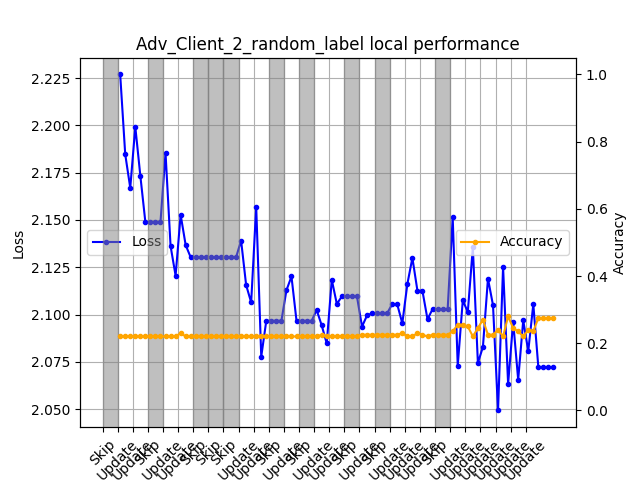 Adv_Client_2_random_label local performance
2.225
2.200
2.175
2.150
2.125
2.100
2.075
2.050
Loss
Loss
Accuracy
1.0
0.8
0.6
0.4
0.2
0.0
Accuracy
Skip
Update
Update
Skip
Update
Update
Skip
Skip
Skip
Update
Update
Skip
Update
Skip
Update
Update
Skip
Update
Skip
Update
Update
Update
Skip
Update
Update
Update
Update
Update
Update